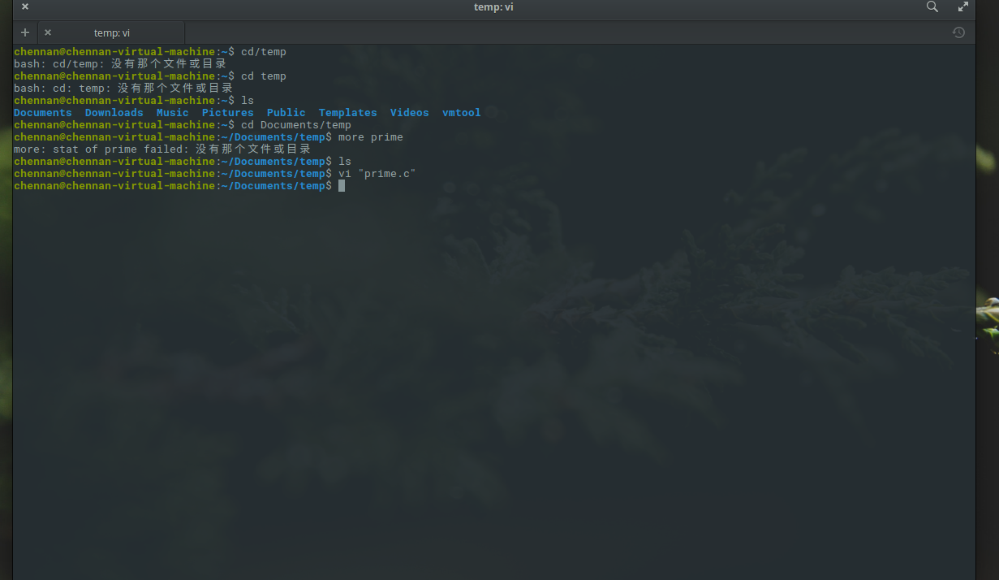 temp: vi
temp: vi
chennan@chennan-virtual-machine:~$ cd/temp
bash: cd/temp: 没有那个文件或目录
chennan@chennan-virtual-machine:~$ cd temp
bash: cd: temp: 没有那个文件或目录
chennan@chennan-virtual-machine:~$ ls
Documents  Downloads  Music  Pictures  Public  Templates  Videos  vmtool
chennan@chennan-virtual-machine:~$ cd Documents/temp
chennan@chennan-virtual-machine:~/Documents/temp$ more prime
more: stat of prime failed: 没有那个文件或目录
chennan@chennan-virtual-machine:~/Documents/temp$ ls
chennan@chennan-virtual-machine:~/Documents/temp$ vi "prime.c"
chennan@chennan-virtual-machine:~/Documents/temp$